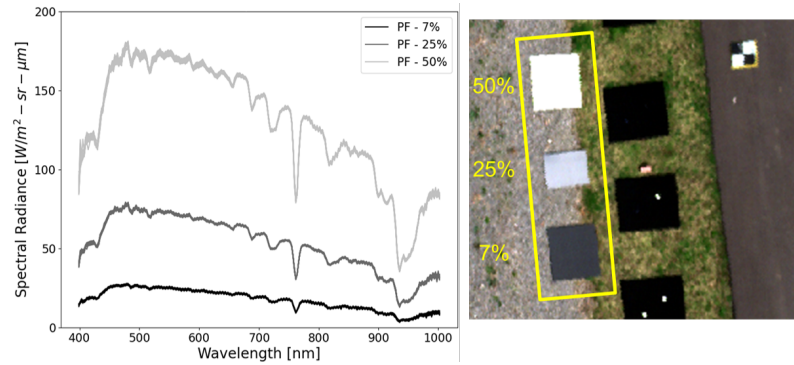 200
150
100
50
0
Spectral Radiance [W/m² − sr − μm]
400 500 600 700 800 900 1000
Wavelength [nm]
PF - 7%
PF - 25%
PF - 50%
50%
25%
7%